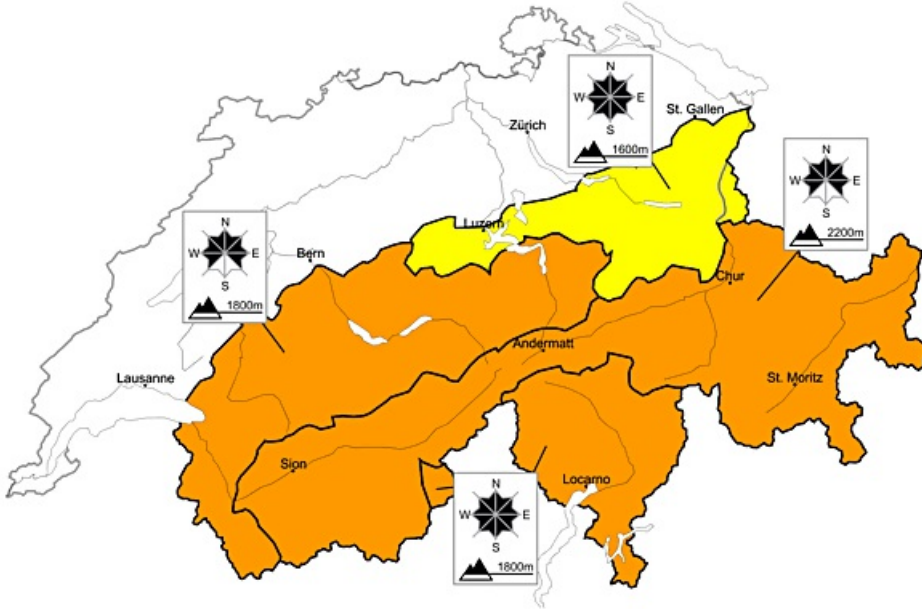 N
W E
S
1600m
St. Gallen
Zürich
N
W E
S
2200m
Luzern
N
W E
S
1800m
Bern
Chur
Andermatt
Lausanne
St. Moritz
Sion
Locarno
N
W E
S
1800m